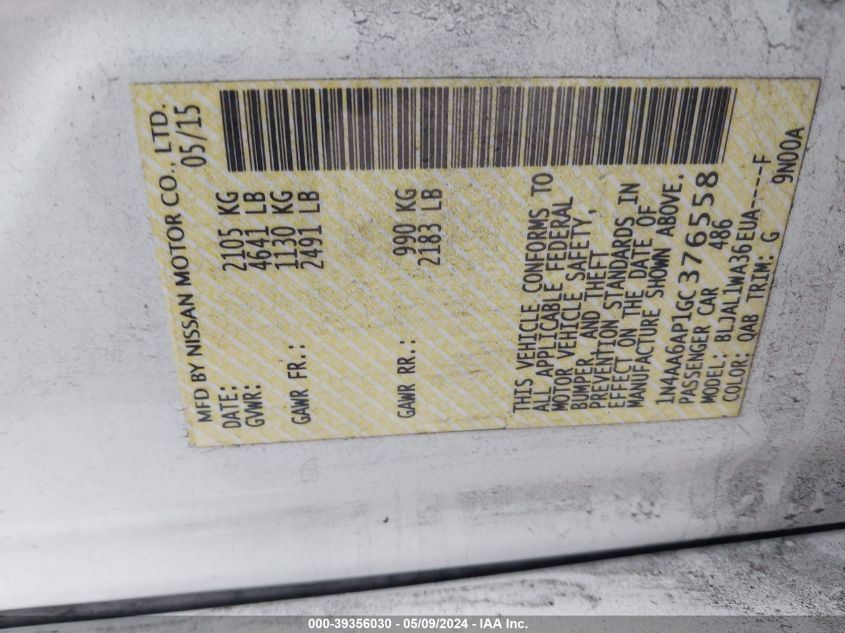 MFD BY NISSAN MOTOR CO., LTD.
DATE: 05/15
GVWR: 2105 KG
4641 LB
GAWR FR.: 1130 KG
2491 LB
GAWR RR.: 990 KG
2183 LB
THIS VEHICLE CONFORMS TO
ALL APPLICABLE FEDERAL
MOTOR VEHICLE SAFETY,
BUMPER, AND THEFT
PREVENTION STANDARDS IN
EFFECT ON THE DATE OF
MANUFACTURE SHOWN ABOVE.
1N4AA6AP1GC376558
PASSENGER CAR 486
MODEL: BLJAL1WA36EUA----F
COLOR: QAB TRIM: G 9N00A
000-39356030 - 05/09/2024 - IAA Inc.